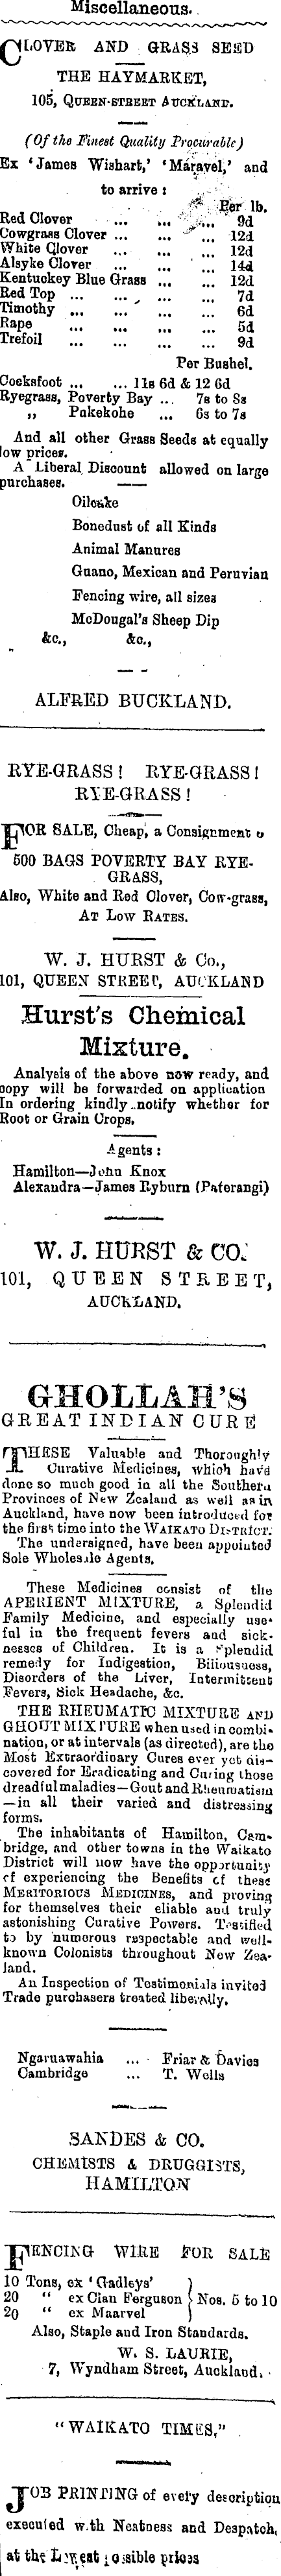 Miscellaneous.
CLOVER AND GRASS SEED
THE HAYMARKET,
105, QUEEN-STREET AUCKLAND.
(Of the Finest Quality Procurable)
Ex 'James Wishart,' 'Maravel,' and
to arrive :
Per lb.
Red Clover ... ... ... 9d
Cowgrass Clover ... ... ... 12d
White Clover ... ... ... 12d
Alsyke Clover ... ... ... 14d
Kentuckey Blue Grass ... ... 12d
Red Top ... ... ... ... 7d
Timothy ... ... ... ... 6d
Rape ... ... ... ... 5d
Trefoil ... ... ... ... 9d
Per Bushel.
Cocksfoot ... ... 11s 6d & 12 6d
Ryegrass, Poverty Bay ... 7s to 8s
„ Pukekohe ... 6s to 7s
And all other Grass Seeds at equally
low prices.
A Liberal Discount allowed on large
purchases.
Oilcake
Bonedust of all Kinds
Animal Manures
Guano, Mexican and Peruvian
Fencing wire, all sizes
McDougal's Sheep Dip
&c., &c.,
ALFRED BUCKLAND.
RYE-GRASS ! RYE-GRASS !
RYE-GRASS !
FOR SALE, Cheap, a Consignment o
500 BAGS POVERTY BAY RYE-
GRASS,
Also, White and Red Clover, Cow-grass,
AT LOW RATES.
W. J. HURST & Co.,
101, QUEEN STREET, AUCKLAND
Hurst's Chemical
Mixture.
Analysis of the above now ready, and
copy will be forwarded on application
In ordering kindly notify whether for
Root or Grain Crops.
Agents :
Hamilton—John Knox
Alexandra—James Ryburn (Paterangi)
W. J. HURST & CO.
101, QUEEN STREET,
AUCKLAND.
GHOLLAH'S
GREAT INDIAN CURE
THESE Valuable and Thoroughly
Curative Medicines, which have
done so much good in all the Southern
Provinces of New Zealand as well as in
Auckland, have now been introduced for
the first time into the WAIKATO DISTRICT.
The undersigned, have been appointed
Sole Wholesale Agents.
These Medicines consist of the
APERIENT MIXTURE, a Splendid
Family Medicine, and especially use-
ful in the frequent fevers and sick-
nesses of Children. It is a Splendid
remedy for Indigestion, Biliousness,
Disorders of the Liver, Intermittent
Fevers, Sick Headache, &c.
THE RHEUMATIC MIXTURE AND
GHOUT MIXTURE when used in combi-
nation, or at intervals (as directed), are the
Most Extraordinary Cures ever yet dis-
covered for Eradicating and Curing those
dreadful maladies—Gout and Rheumatism
—in all their varied and distressing
forms.
The inhabitants of Hamilton, Cam-
bridge, and other towns in the Waikato
District will now have the opportunity
of experiencing the Benefits of these
MERITORIOUS MEDICINES, and proving
for themselves their eliable and truly
astonishing Curative Powers. Testified
to by numerous respectable and well-
known Colonists throughout New Zea-
land.
An Inspection of Testimonials invited
Trade purchasers treated liberally.
Ngaruawahia ... Friar & Davies
Cambridge ... T. Wells
SANDES & CO.
CHEMISTS & DRUGGISTS,
HAMILTON
FENCING WIRE FOR SALE
10 Tons, ex 'Gadleys' }
20 " ex Clan Ferguson } Nos. 5 to 10
20 " ex Maarvel }
Also, Staple and Iron Standards.
W. S. LAURIE,
7, Wyndham Street, Auckland.
"WAIKATO TIMES,"
JOB PRINTING of every description
executed with Neatness and Despatch,
at the Lowest possible prices